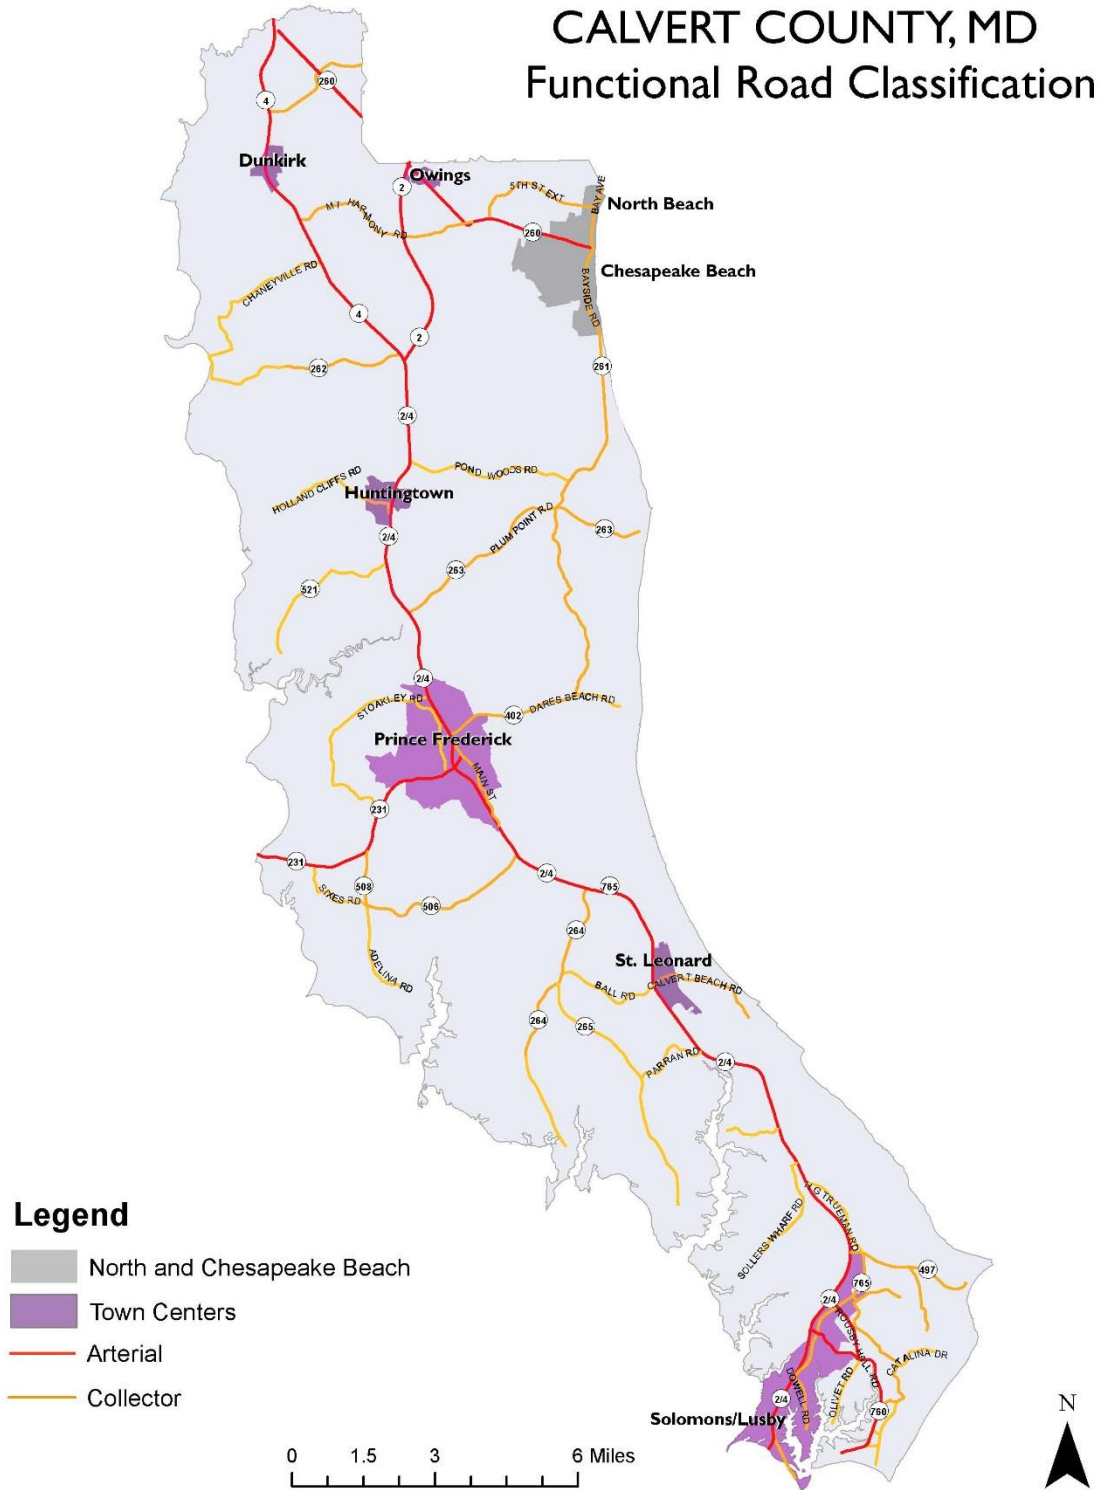 CALVERT COUNTY, MD
Functional Road Classification
260
4
Dunkirk
Owings
2
5TH ST EXT
BAY AVE
North Beach
MT HARMONY RD
260
Chesapeake Beach
CHANEYVILLE RD
BAYSIDE RD
4
2
262
261
2/4
HOLLAND CLIFFS RD
POND WOODS RD
Huntingtown
PLUM POINT RD
263
2/4
263
521
2/4
STOAKLEY RD
402
DARES BEACH RD
Prince Frederick
MAIN ST
231
231
2/4
765
508
SIXES RD
506
264
ADELINA RD
St. Leonard
BALL RD
CALVERT BEACH RD
264
265
PARRAN RD
2/4
H G TRUEMAN RD
SOLLERS WHARF RD
497
765
2/4
ROUSBY HALL RD
CATALINA DR
DOWELL RD
OLIVET RD
2/4
760
Solomons/Lusby
Legend
North and Chesapeake Beach
Town Centers
Arterial
Collector
0 1.5 3 6 Miles
N